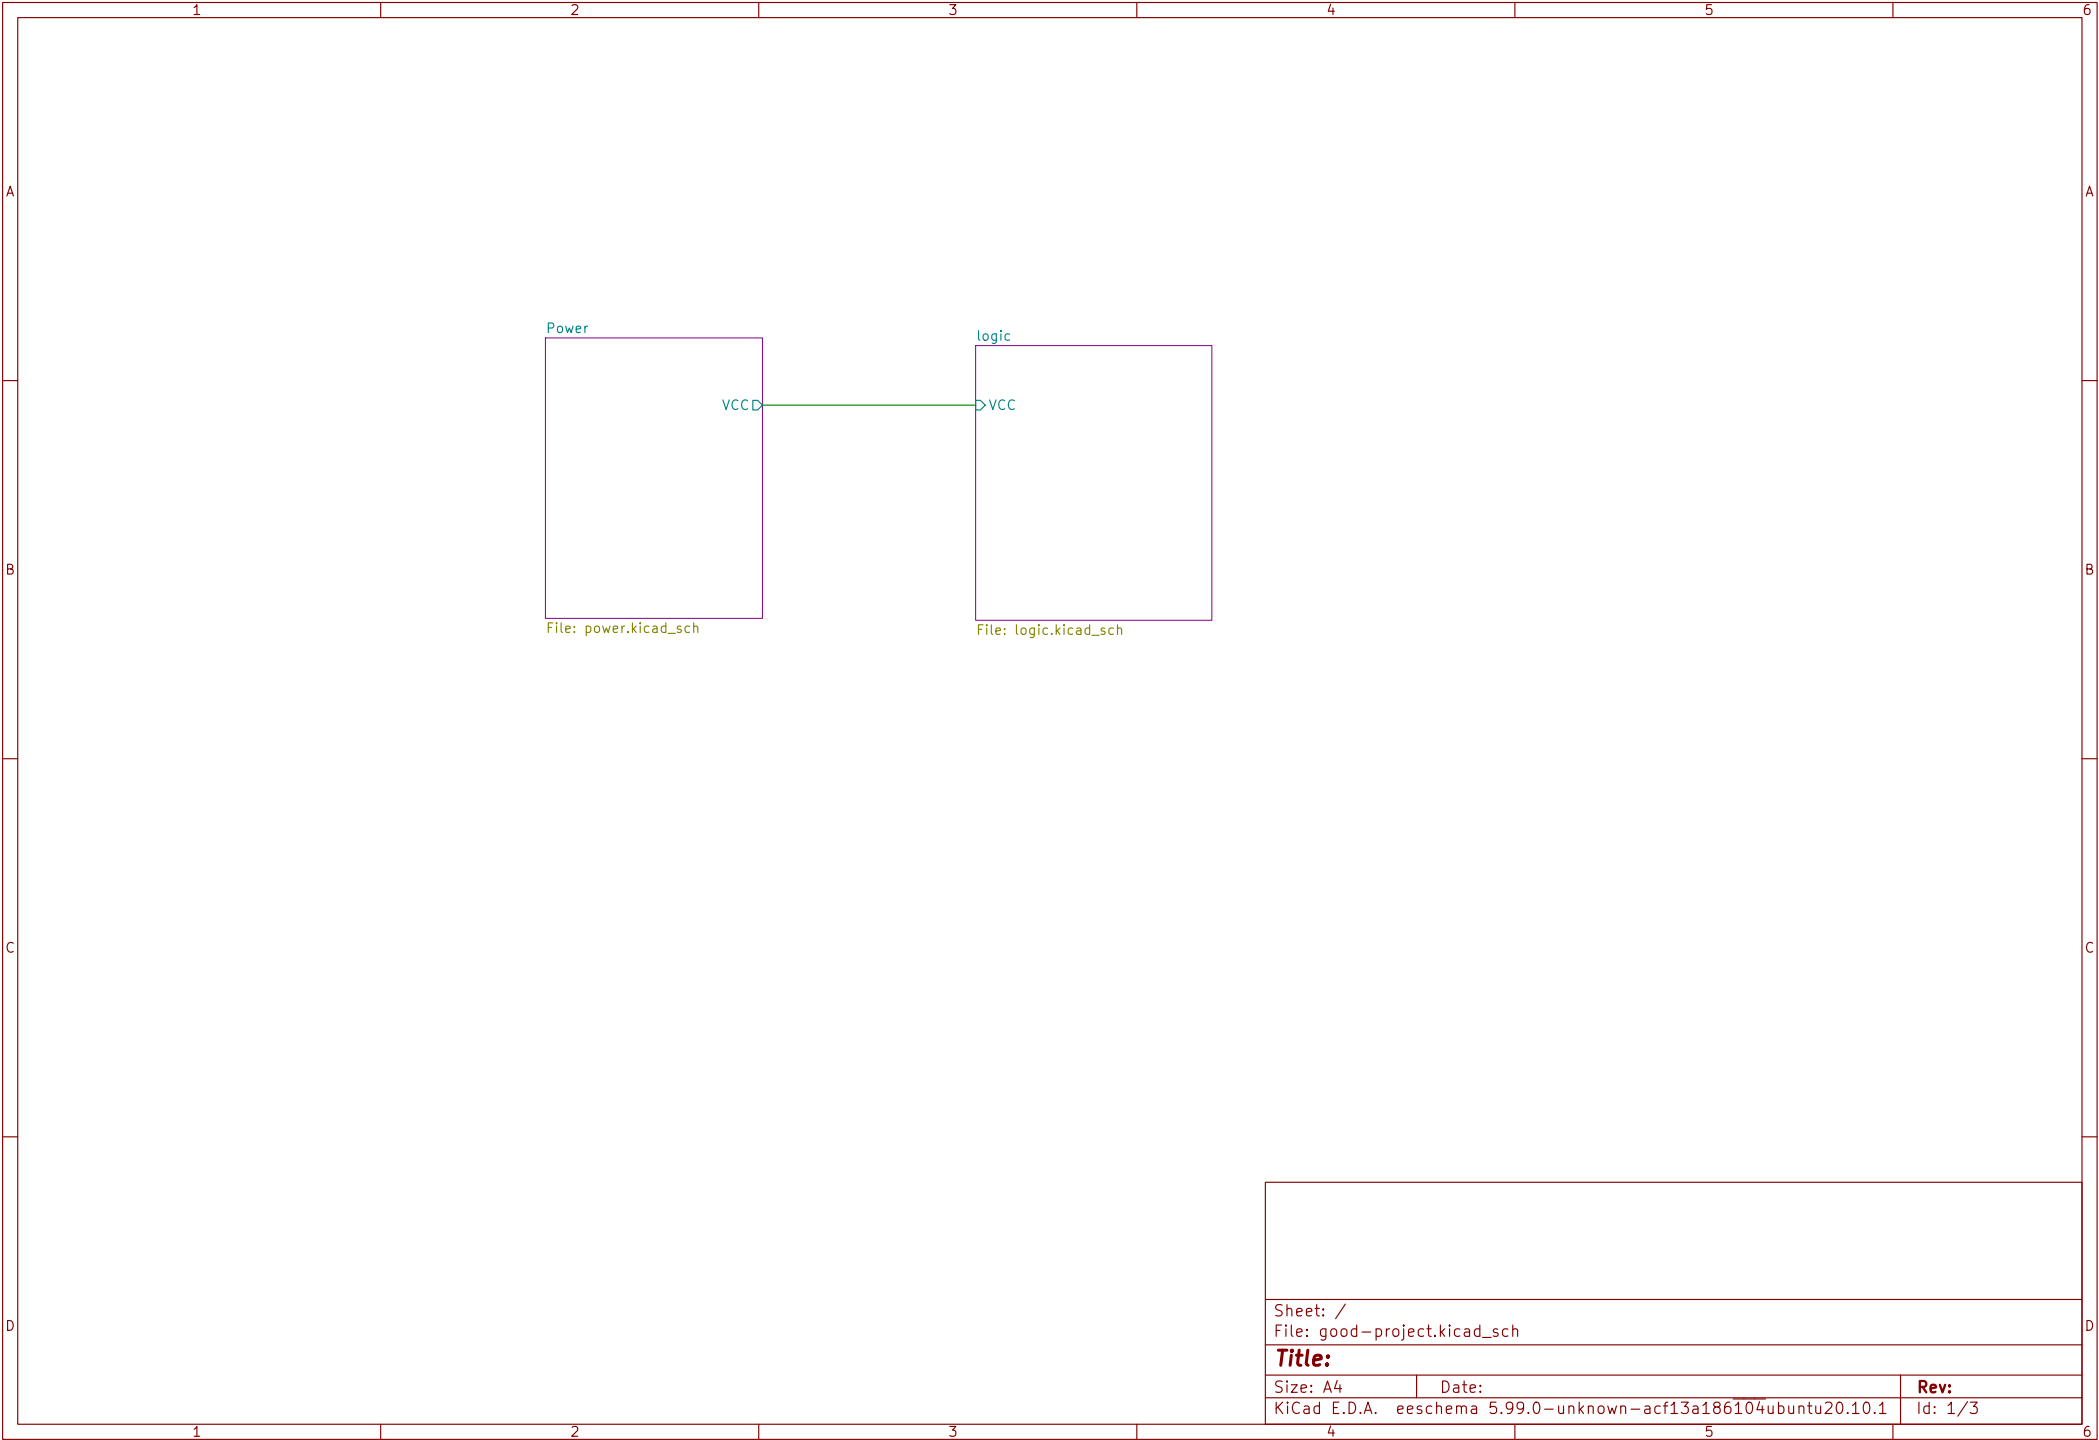 1 2 3 4 5 6
A A
Power
logic
VCC VCC
B B
File: power.kicad_sch
File: logic.kicad_sch
C C
Sheet: /
File: good-project.kicad_sch
D D
Title:
Size: A4 Date: Rev:
KiCad E.D.A. eeschema 5.99.0-unknown-acf13a186104ubuntu20.10.1 Id: 1/3
1 2 3 4 5 6